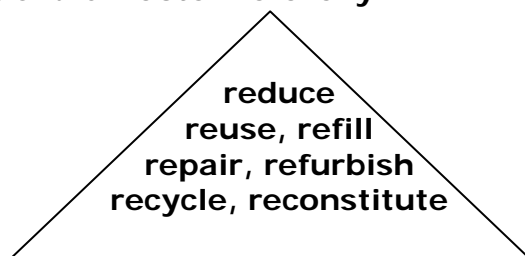 reduce
reuse, refill
repair, refurbish
recycle, reconstitute